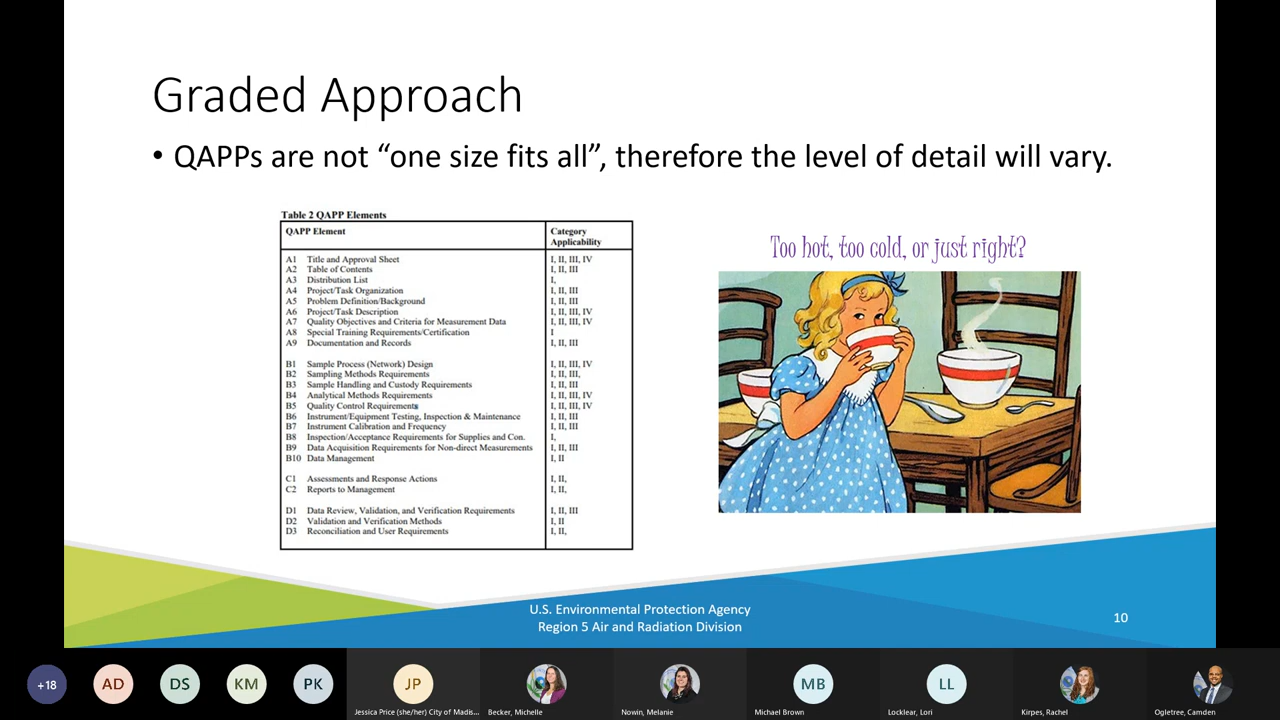 Graded Approach
• QAPPs are not “one size fits all”, therefore the level of detail will vary.
Table 2 QAPP Elements
QAPP Element Category Applicability
A1 Title and Approval Sheet I, II, III, IV
A2 Table of Contents I, II, III
A3 Distribution List I,
A4 Project/Task Organization I, II, III
A5 Problem Definition/Background I, II, III
A6 Project/Task Description I, II, III, IV
A7 Quality Objectives and Criteria for Measurement Data I, II, III, IV
A8 Special Training Requirements/Certification I
A9 Documentation and Records I, II, III
B1 Sample Process (Network) Design I, II, III, IV
B2 Sampling Methods Requirements I, II, III,
B3 Sample Handling and Custody Requirements I, II, III
B4 Analytical Methods Requirements I, II, III, IV
B5 Quality Control Requirements I, II, III, IV
B6 Instrument/Equipment Testing, Inspection & Maintenance I, II, III
B7 Instrument Calibration and Frequency I, II, III
B8 Inspection/Acceptance Requirements for Supplies and Con. I,
B9 Data Acquisition Requirements for Non-direct Measurements I, II, III
B10 Data Management I, II
C1 Assessments and Response Actions I, II,
C2 Reports to Management I, II,
D1 Data Review, Validation, and Verification Requirements I, II, III
D2 Validation and Verification Methods I, II
D3 Reconciliation and User Requirements I, II,
Too hot, too cold, or just right?
U.S. Environmental Protection Agency
Region 5 Air and Radiation Division
10
+18
AD
DS
KM
PK
JP
MB
LL
Jessica Price (she/her) City of Madis...
Becker, Michelle
Nowin, Melanie
Michael Brown
Locklear, Lori
Kirpes, Rachel
Ogletree, Camden